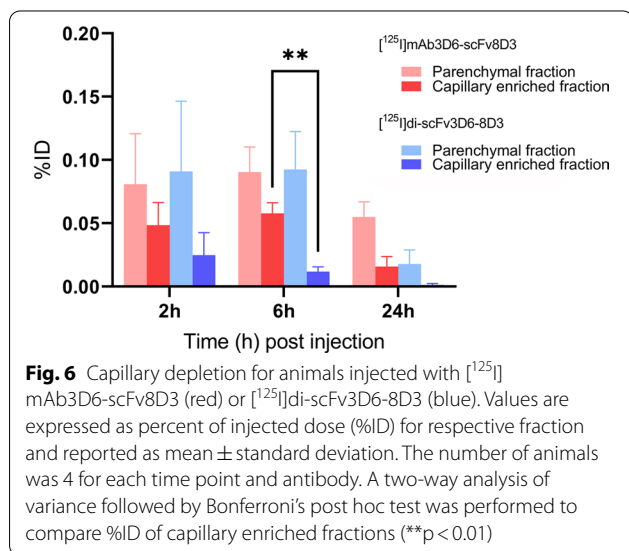 0.20
0.15
0.10
0.05
0.00
%ID
**
[¹²⁵I]mAb3D6-scFv8D3
Parenchymal fraction
Capillary enriched fraction
[¹²⁵I]di-scFv3D6-8D3
Parenchymal fraction
Capillary enriched fraction
2h 6h 24h
Time (h) post injection
Fig. 6 Capillary depletion for animals injected with [¹²⁵I]
mAb3D6-scFv8D3 (red) or [¹²⁵I]di-scFv3D6-8D3 (blue). Values are
expressed as percent of injected dose (%ID) for respective fraction
and reported as mean ± standard deviation. The number of animals
was 4 for each time point and antibody. A two-way analysis of
variance followed by Bonferroni’s post hoc test was performed to
compare %ID of capillary enriched fractions (**p < 0.01)